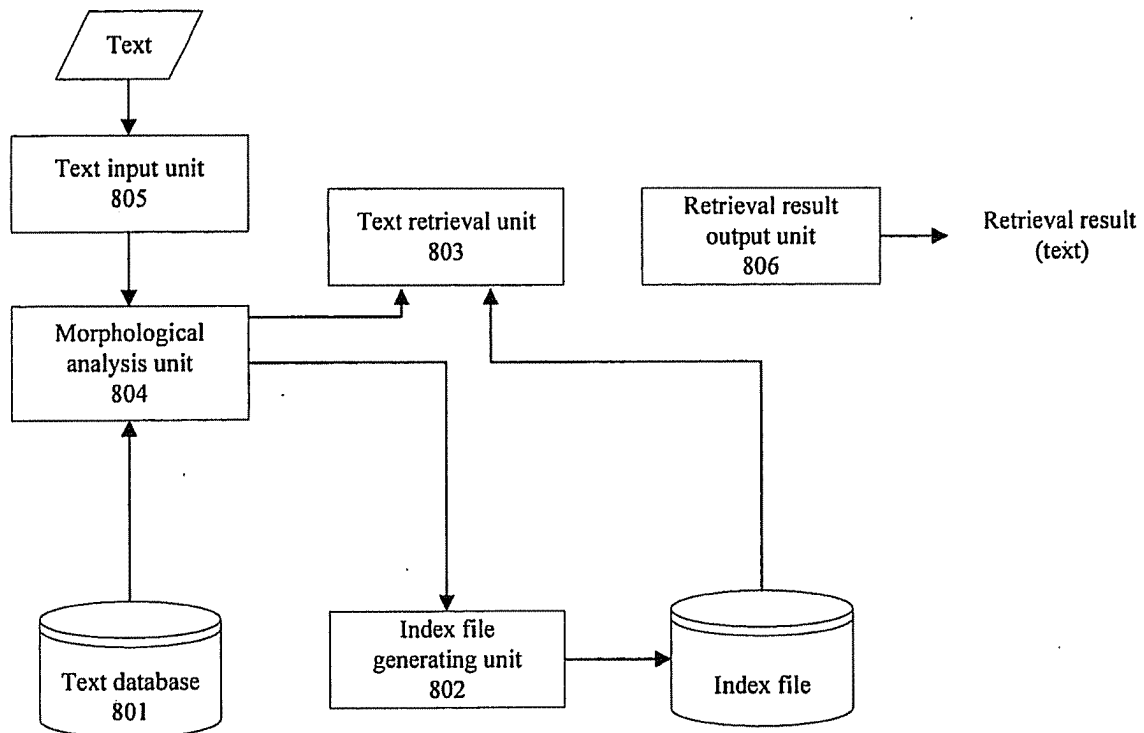 Text
Text input unit
805
Text retrieval unit
803
Retrieval result
output unit
806
Retrieval result
(text)
Morphological
analysis unit
804
Text database
801
Index file
generating unit
802
Index file